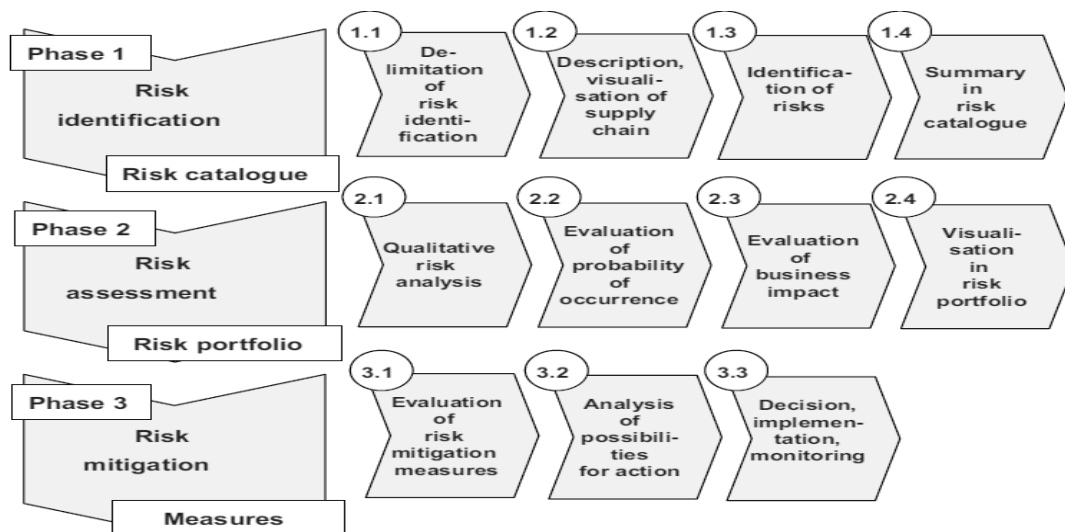 Phase 1
Risk
identification
Risk catalogue
1.1
De-
limitation
of
risk
identi-
fication
1.2
Description,
visuali-
sation of
supply
chain
1.3
Identifica-
tion of
risks
1.4
Summary
in
risk
catalogue
Phase 2
Risk
assessment
Risk portfolio
2.1
Qualitative
risk
analysis
2.2
Evaluation
of
probability
of
occurrence
2.3
Evaluation
of
business
impact
2.4
Visuali-
sation
in
risk
portfolio
Phase 3
Risk
mitigation
Measures
3.1
Evaluation
of
risk
mitigation
measures
3.2
Analysis
of
possibili-
ties
for action
3.3
Decision,
implemen-
tation,
monitoring